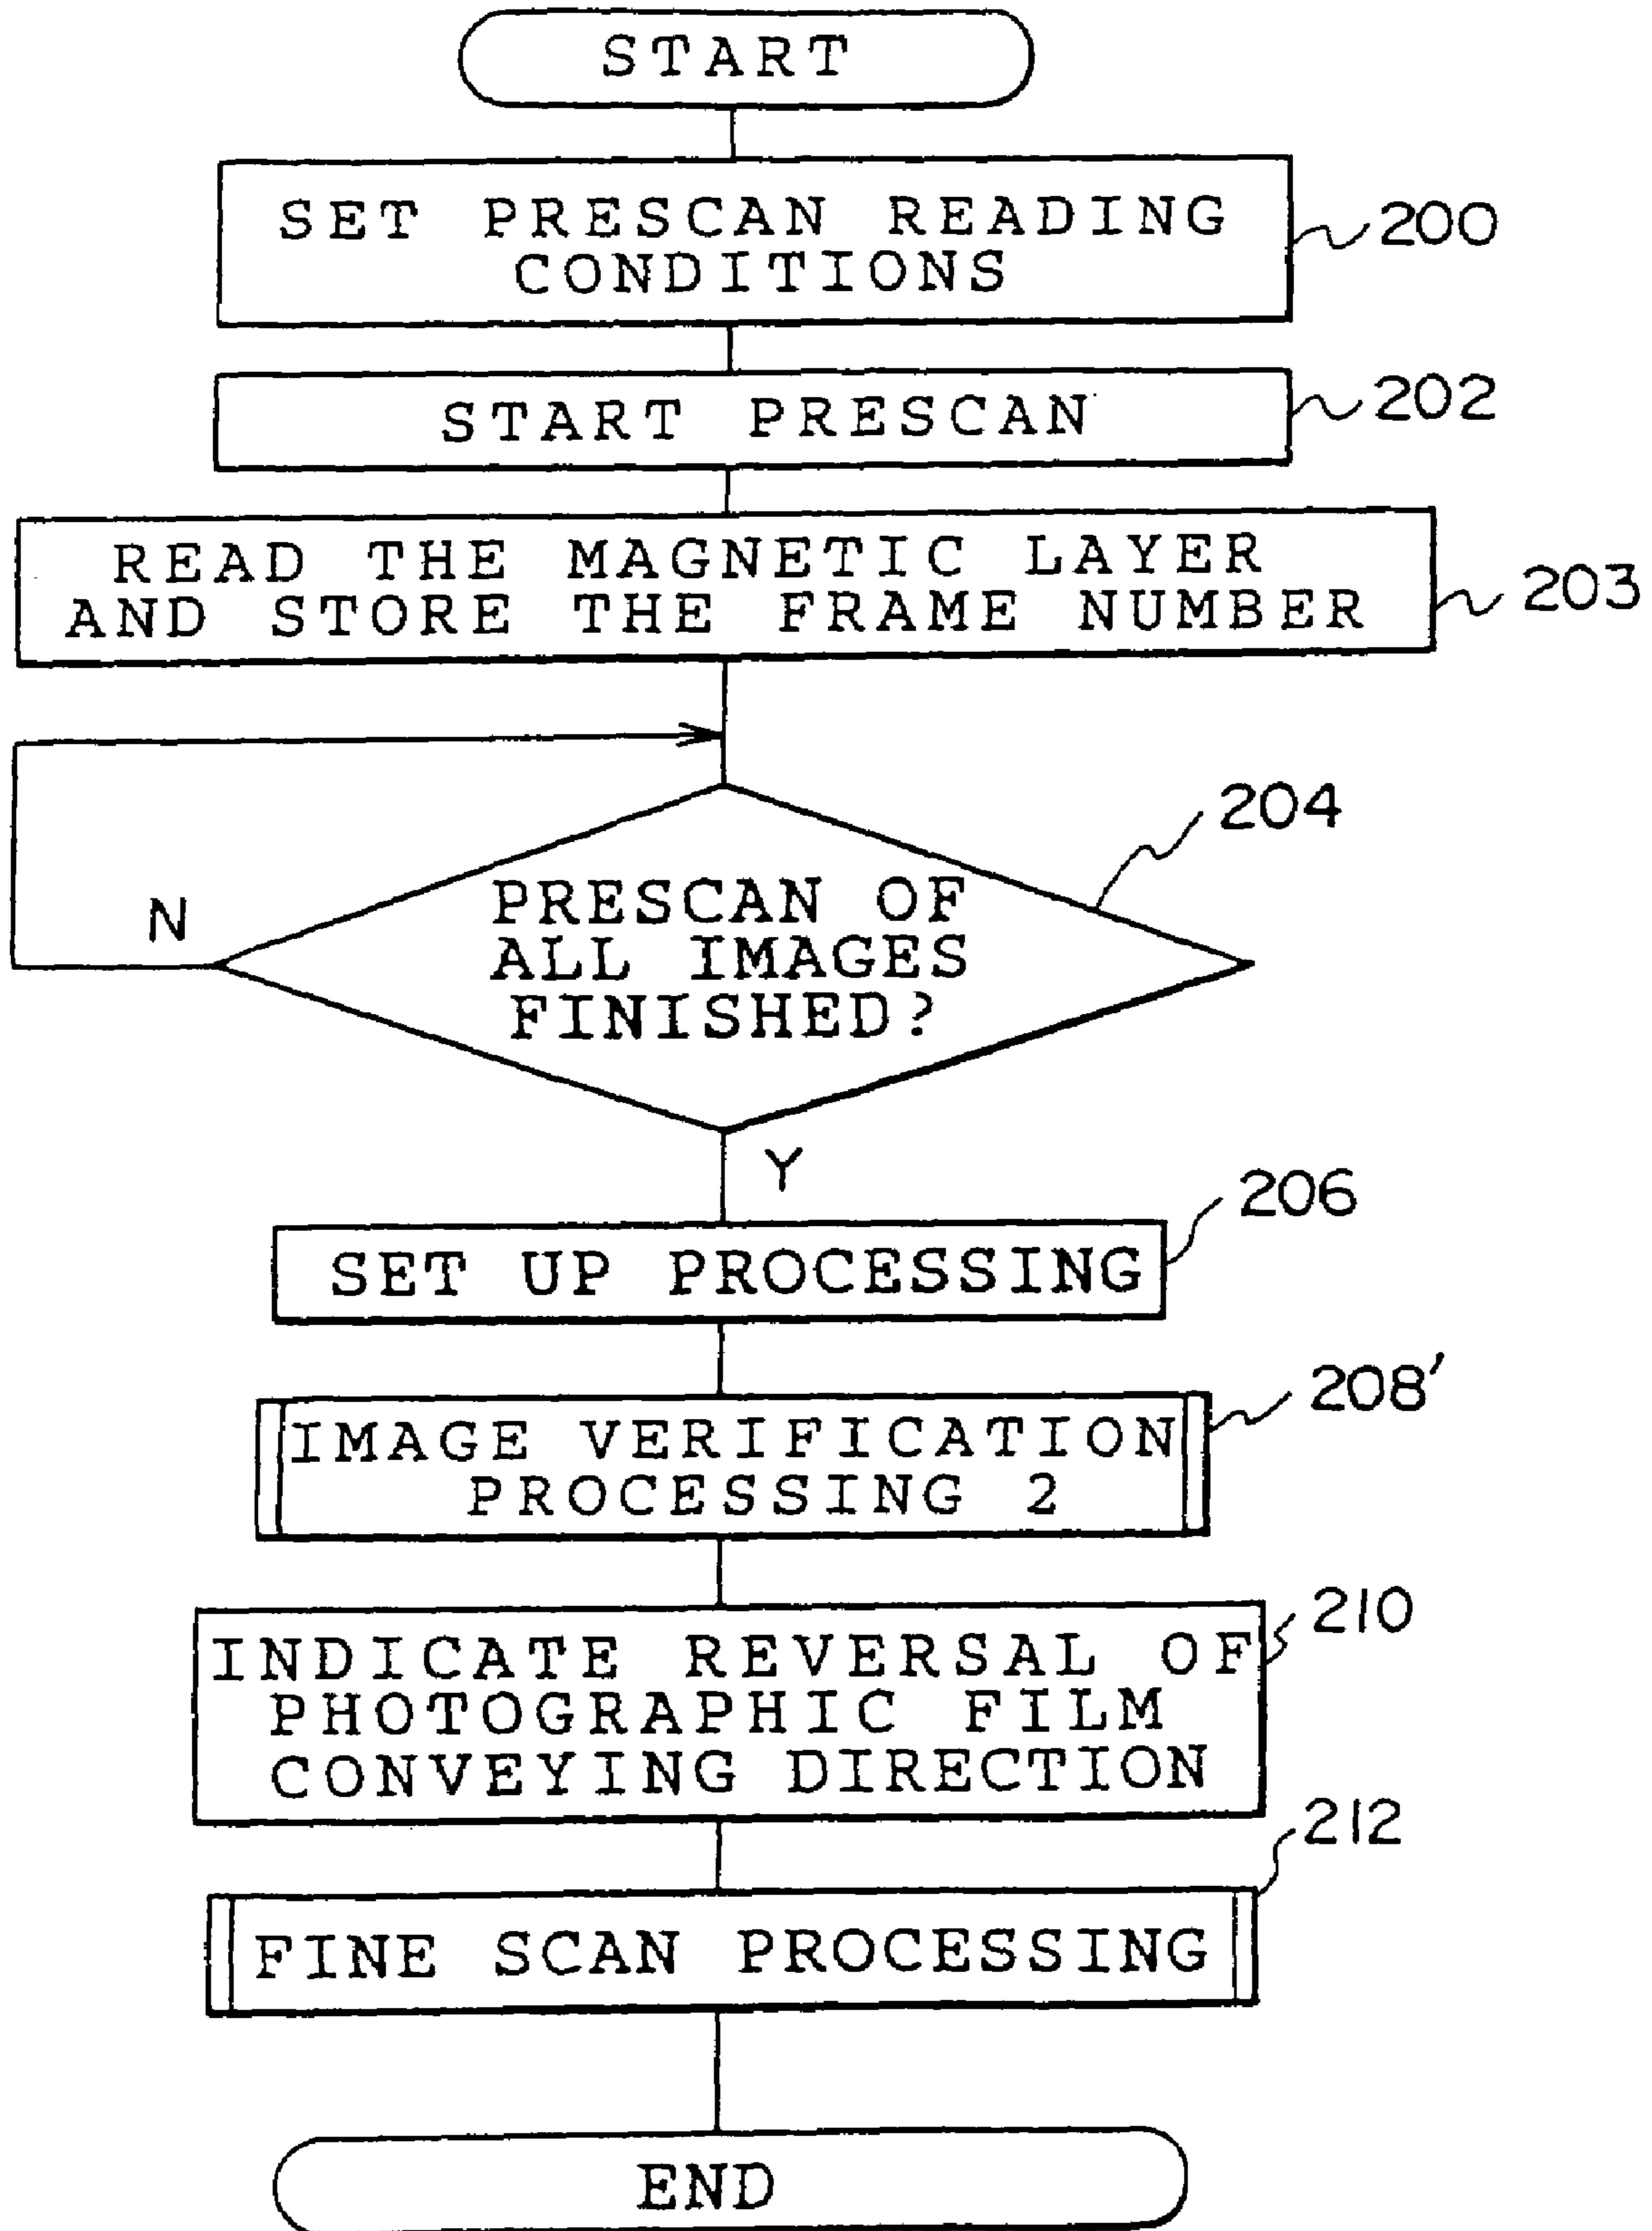 START
SET PRESCAN READING
CONDITIONS
200
START PRESCAN
202
READ THE MAGNETIC LAYER
AND STORE THE FRAME NUMBER
203
204
N
PRESCAN OF
ALL IMAGES
FINISHED?
Y
206
SET UP PROCESSING
208'
IMAGE VERIFICATION
PROCESSING 2
210
INDICATE REVERSAL OF
PHOTOGRAPHIC FILM
CONVEYING DIRECTION
212
FINE SCAN PROCESSING
END